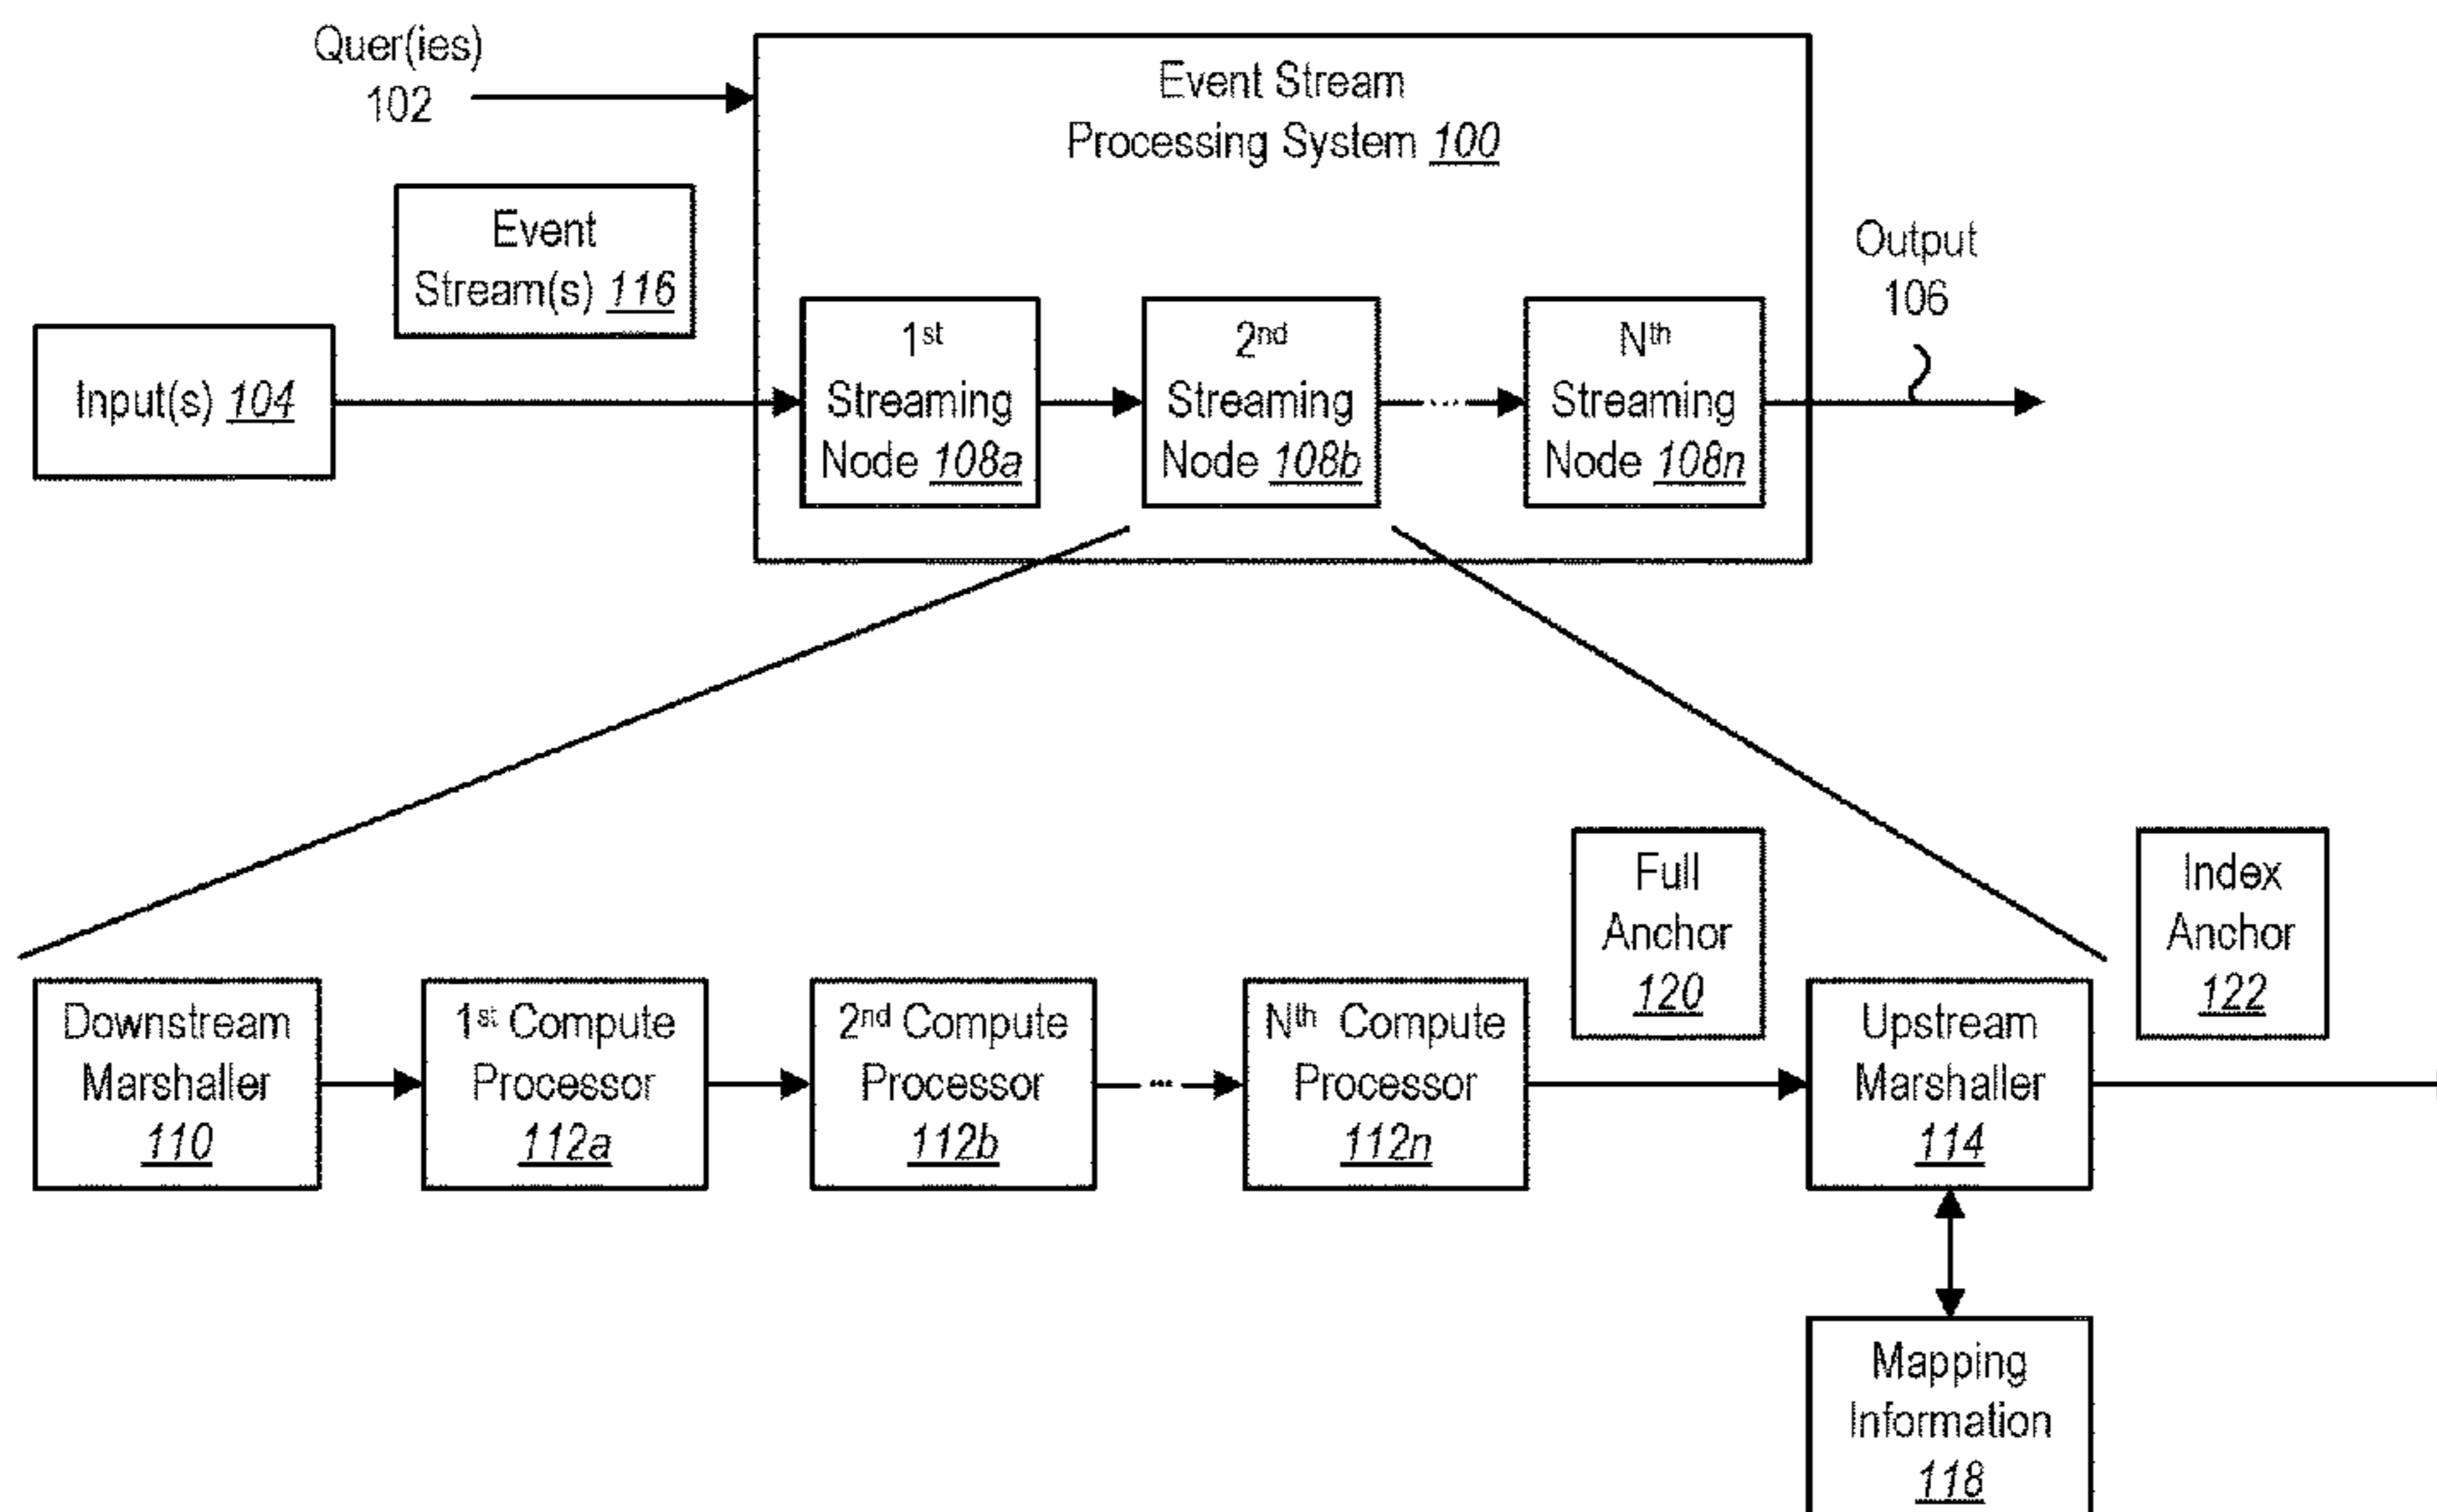 Quer(ies)
102
Event Stream
Processing System 100
Event
Stream(s) 116
Output
106
Input(s) 104
1st
Streaming
Node 108a
2nd
Streaming
Node 108b
...
Nth
Streaming
Node 108n
Full
Anchor
120
Index
Anchor
122
Downstream
Marshaller
110
1st Compute
Processor
112a
2nd Compute
Processor
112b
...
Nth Compute
Processor
112n
Upstream
Marshaller
114
Mapping
Information
118